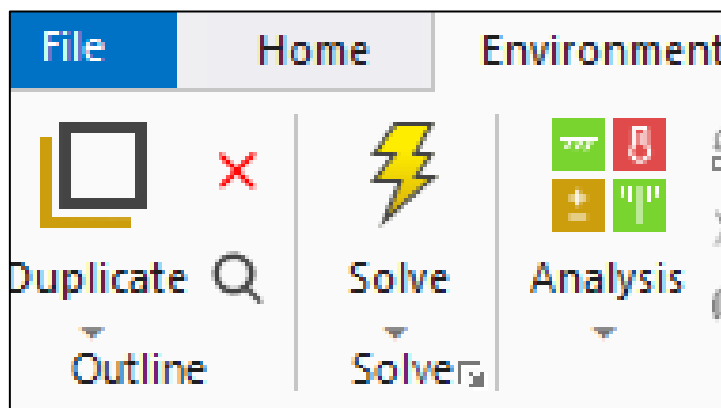 File Home Environment
Duplicate Solve Analysis
Outline Solve